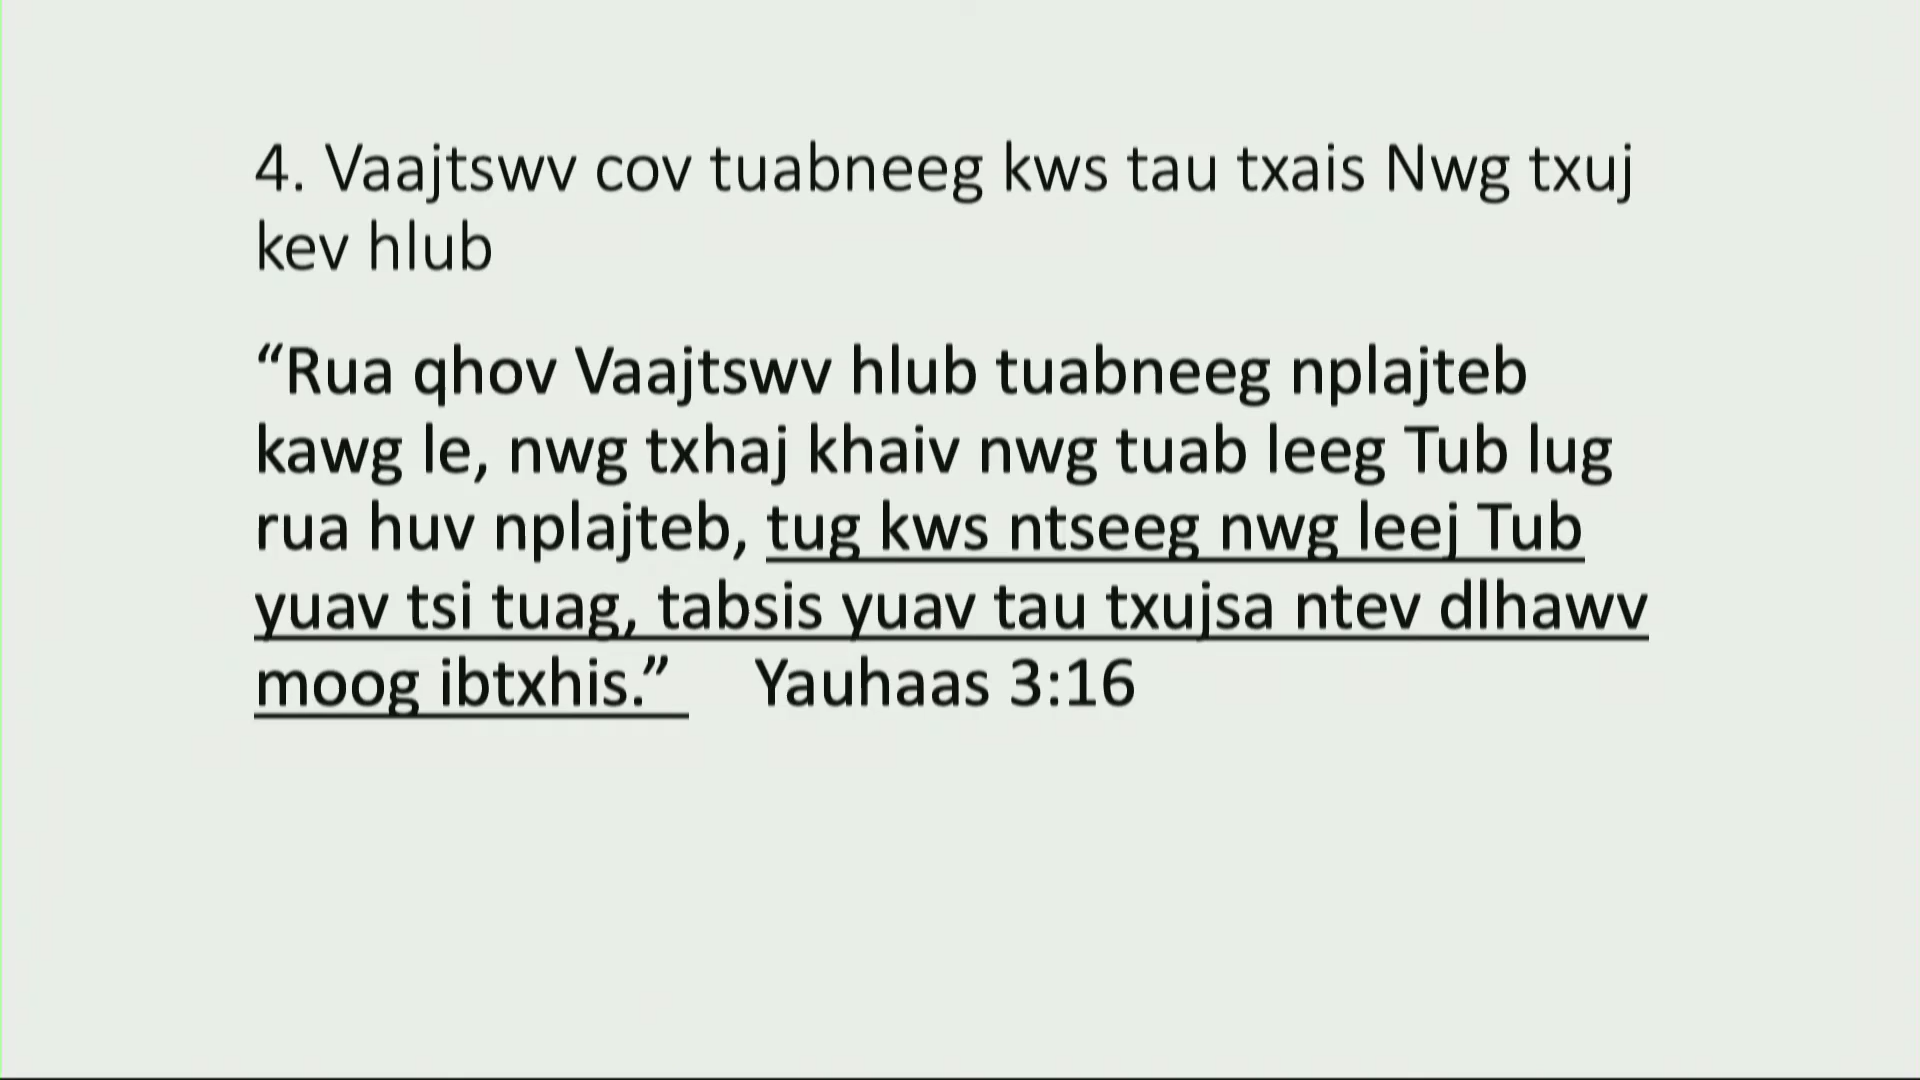 4. Vaajtswv cov tuabneeg kws tau txais Nwg txuj
kev hlub
“Rua qhov Vaajtswv hlub tuabneeg nplajteb
kawg le, nwg txhaj khaiv nwg tuab leeg Tub lug
rua huv nplajteb, tug kws ntseeg nwg leej Tub
yuav tsi tuag, tabsis yuav tau txujsa ntev dlhawv
moog ibtxhis.” Yauhaas 3:16